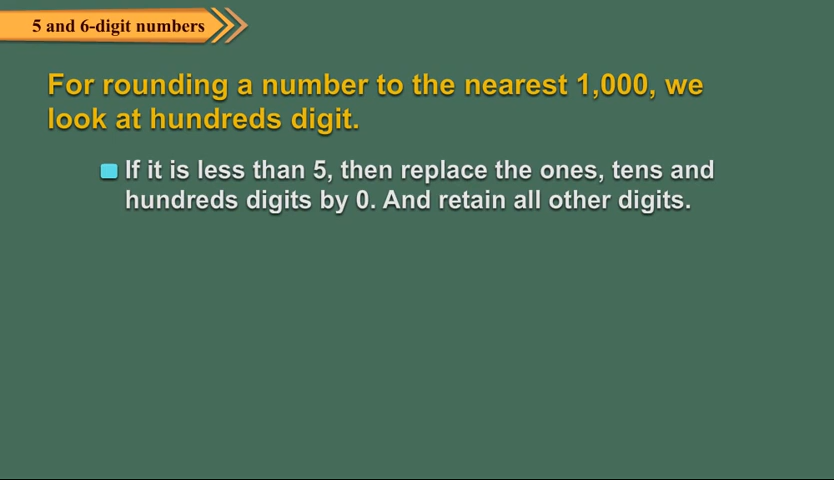 5 and 6-digit numbers
For rounding a number to the nearest 1,000, we
look at hundreds digit.
If it is less than 5, then replace the ones, tens and
hundreds digits by 0. And retain all other digits.